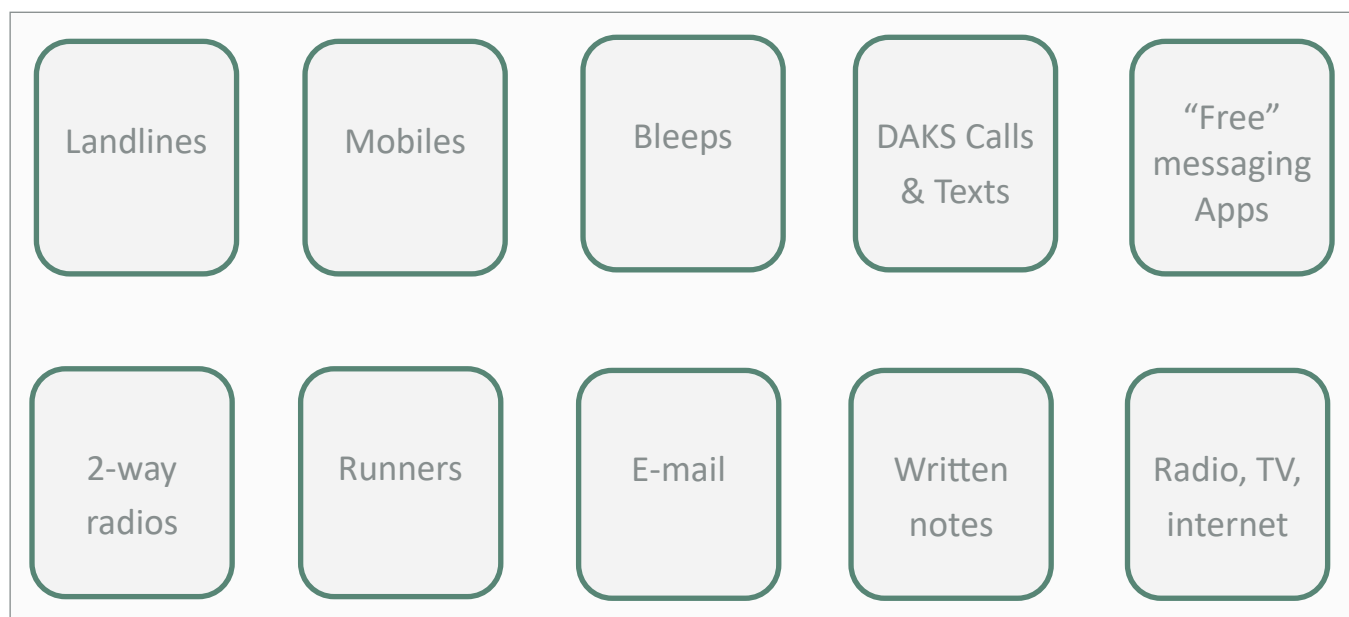 Landlines
Mobiles
Bleeps
DAKS Calls
& Texts
“Free”
messaging
Apps
2-way
radios
Runners
E-mail
Written
notes
Radio, TV,
internet